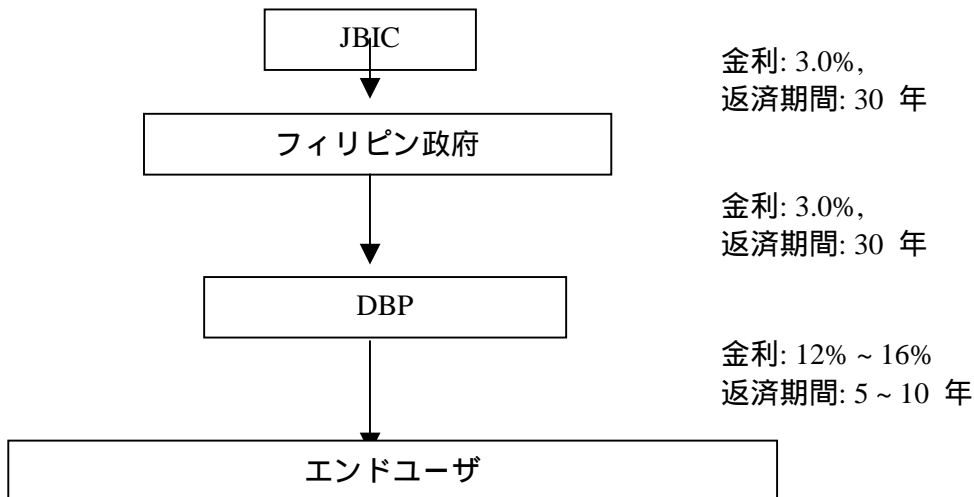 JBIC
金利: 3.0%,
返済期間: 30 年
フィリピン政府
金利: 3.0%,
返済期間: 30 年
DBP
金利: 12% ~ 16%
返済期間: 5 ~ 10 年
エンドユーザ